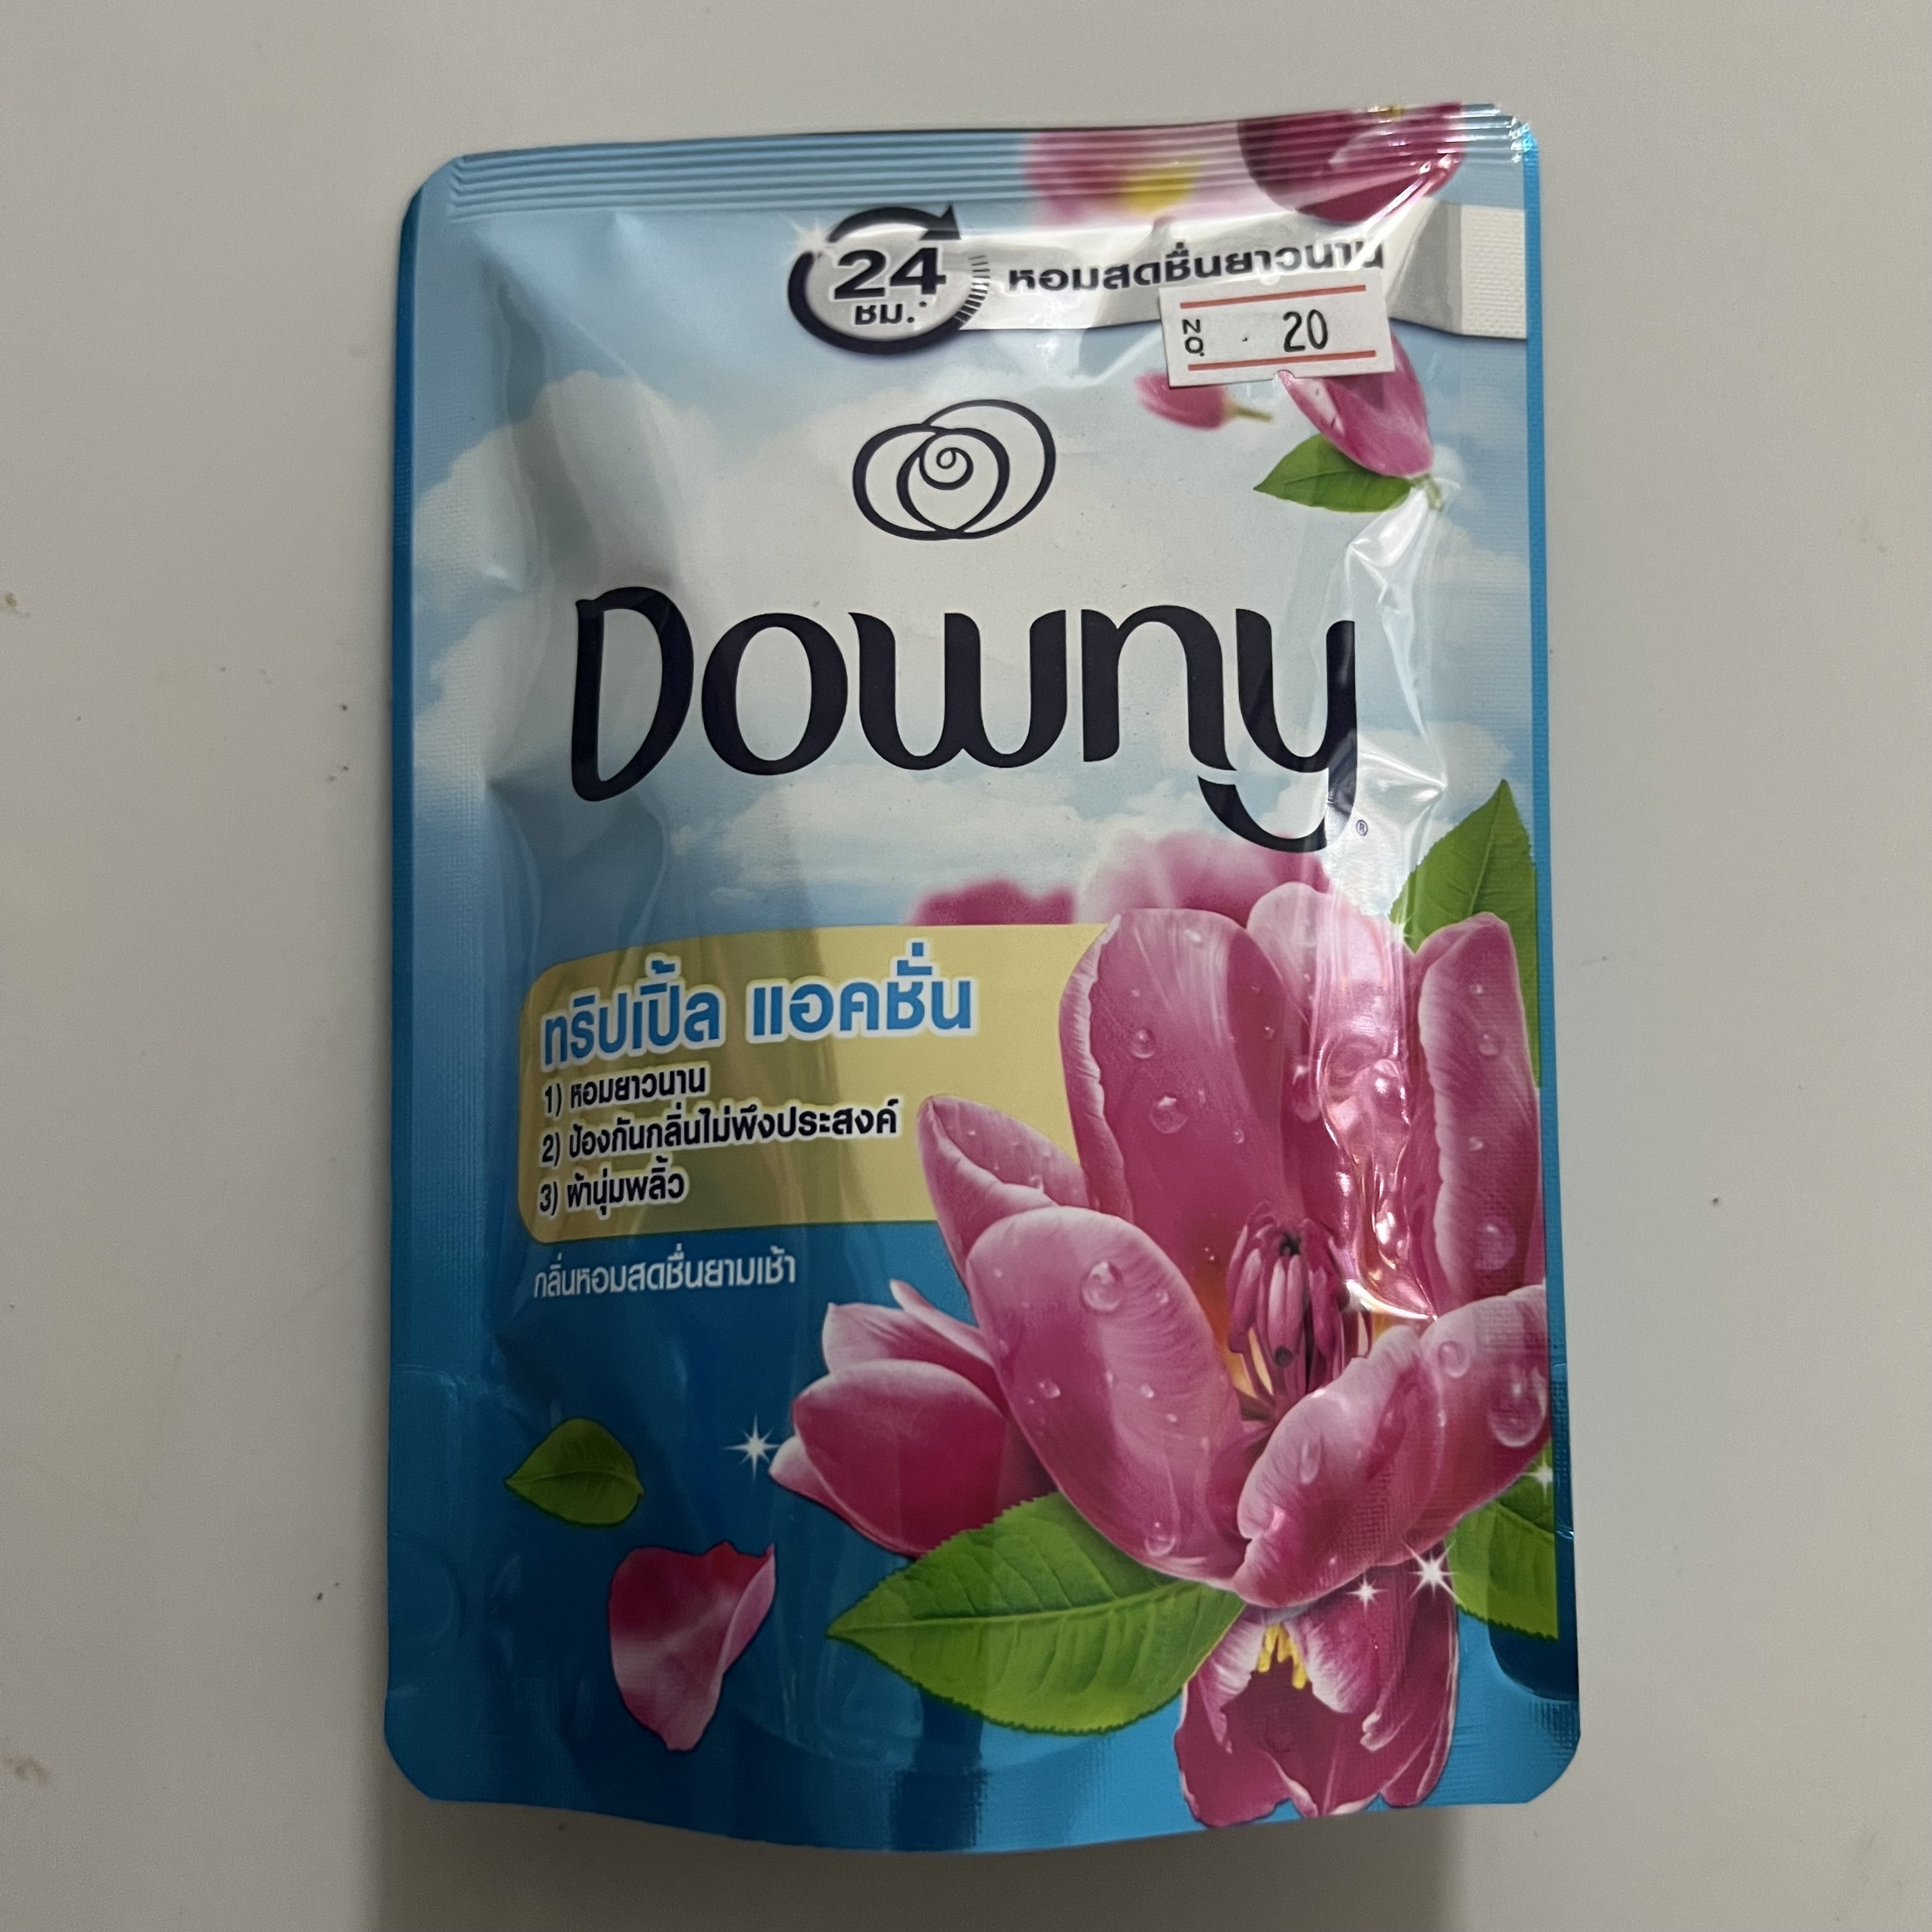 24
ชม.
หอมสดชื่นยาวนาน
NO. 20
Downy®
ทริปเปิ้ล แอคชั่น
1) หอมยาวนาน
2) ป้องกันกลิ่นไม่พึงประสงค์
3) ผ้านุ่มพลิ้ว
กลิ่นหอมสดชื่นยามเช้า